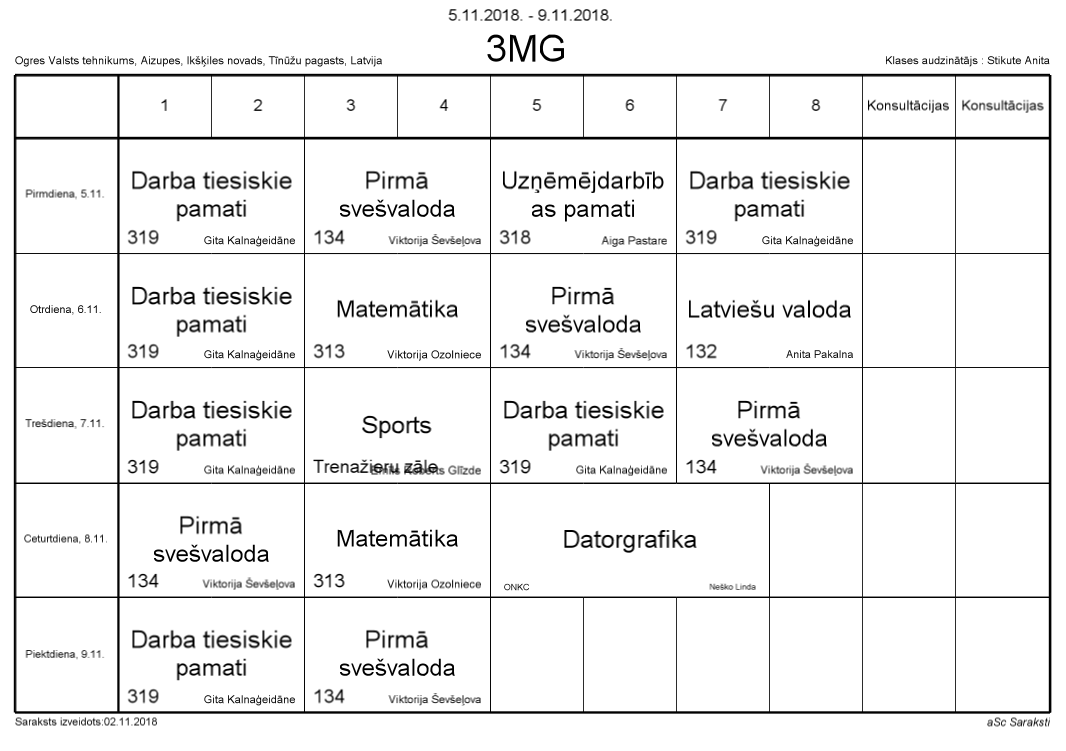 5.11.2018. - 9.11.2018.
3MG
Ogres Valsts tehnikums, Aizupes, Ikšķiles novads, Tīnūžu pagasts, Latvija
Klases audzinātājs : Stikute Anita
1 2 3 4 5 6 7 8 Konsultācijas Konsultācijas
Pirmdiena, 5.11.
Darba tiesiskie
pamati
319 Gita Kalnaģeidāne
Pirmā
svešvaloda
134 Viktorija Ševšeļova
Uzņēmējdarbīb
as pamati
318 Aiga Pastare
Darba tiesiskie
pamati
319 Gita Kalnaģeidāne
Otrdiena, 6.11.
Darba tiesiskie
pamati
319 Gita Kalnaģeidāne
Matemātika
313 Viktorija Ozolniece
Pirmā
svešvaloda
134 Viktorija Ševšeļova
Latviešu valoda
132 Anita Pakalna
Trešdiena, 7.11.
Darba tiesiskie
pamati
319 Gita Kalnaģeidāne
Sports
Trenažieru zāle Glīzde
Darba tiesiskie
pamati
319 Gita Kalnaģeidāne
Pirmā
svešvaloda
134 Viktorija Ševšeļova
Ceturtdiena, 8.11.
Pirmā
svešvaloda
134 Viktorija Ševšeļova
Matemātika
313 Viktorija Ozolniece
Datorgrafika
ONKC Neško Linda
Piektdiena, 9.11.
Darba tiesiskie
pamati
319 Gita Kalnaģeidāne
Pirmā
svešvaloda
134 Viktorija Ševšeļova
Saraksts izveidots:02.11.2018
aSc Saraksti